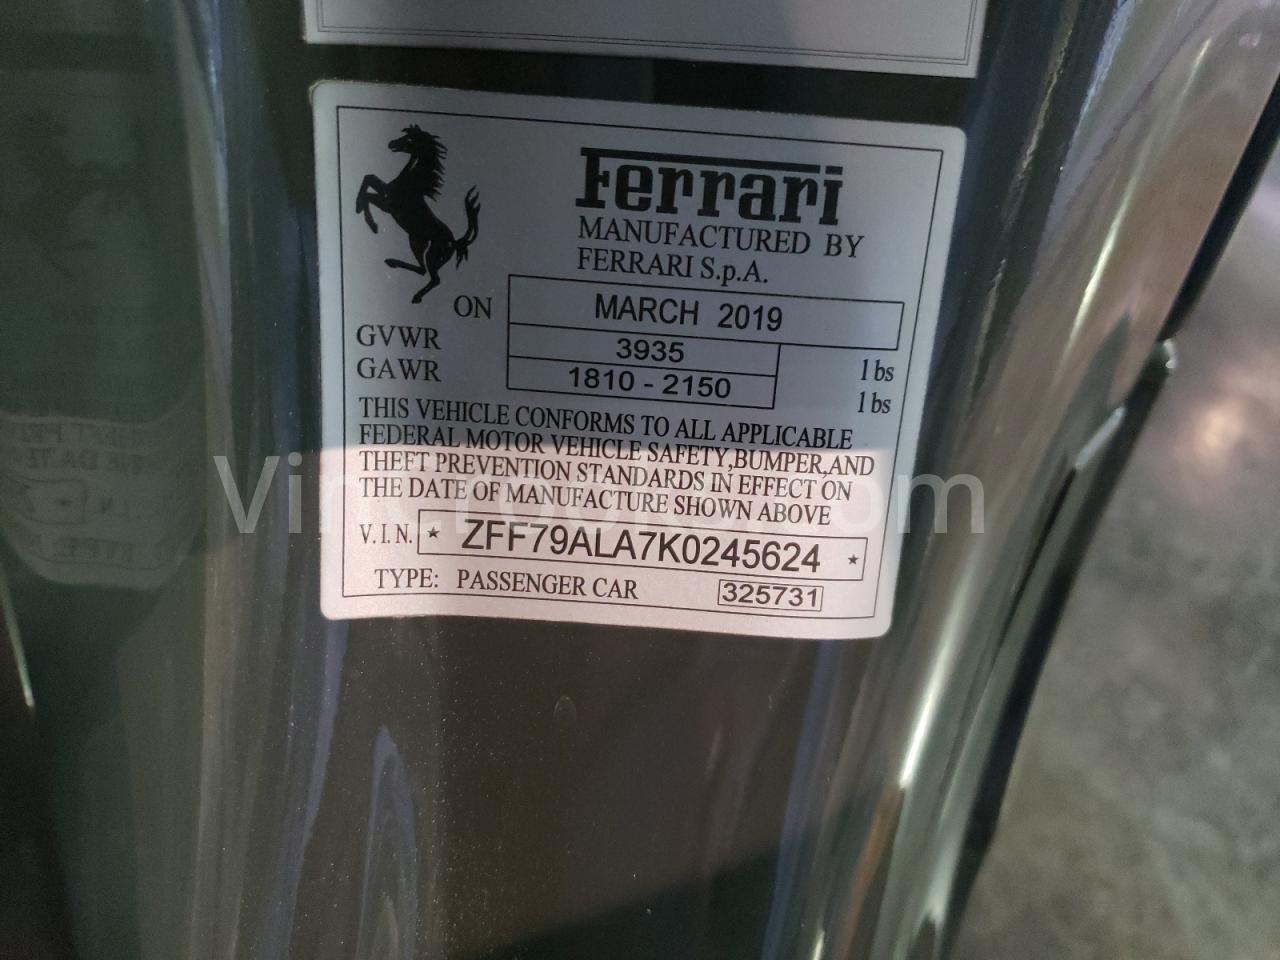 Ferrari
MANUFACTURED BY
FERRARI S.p.A.
ON MARCH 2019
GVWR 3935 lbs
GAWR 1810 - 2150 lbs
THIS VEHICLE CONFORMS TO ALL APPLICABLE
FEDERAL MOTOR VEHICLE SAFETY,BUMPER,AND
THEFT PREVENTION STANDARDS IN EFFECT ON
THE DATE OF MANUFACTURE SHOWN ABOVE
V.I.N. * ZFF79ALA7K0245624 *
TYPE: PASSENGER CAR 325731